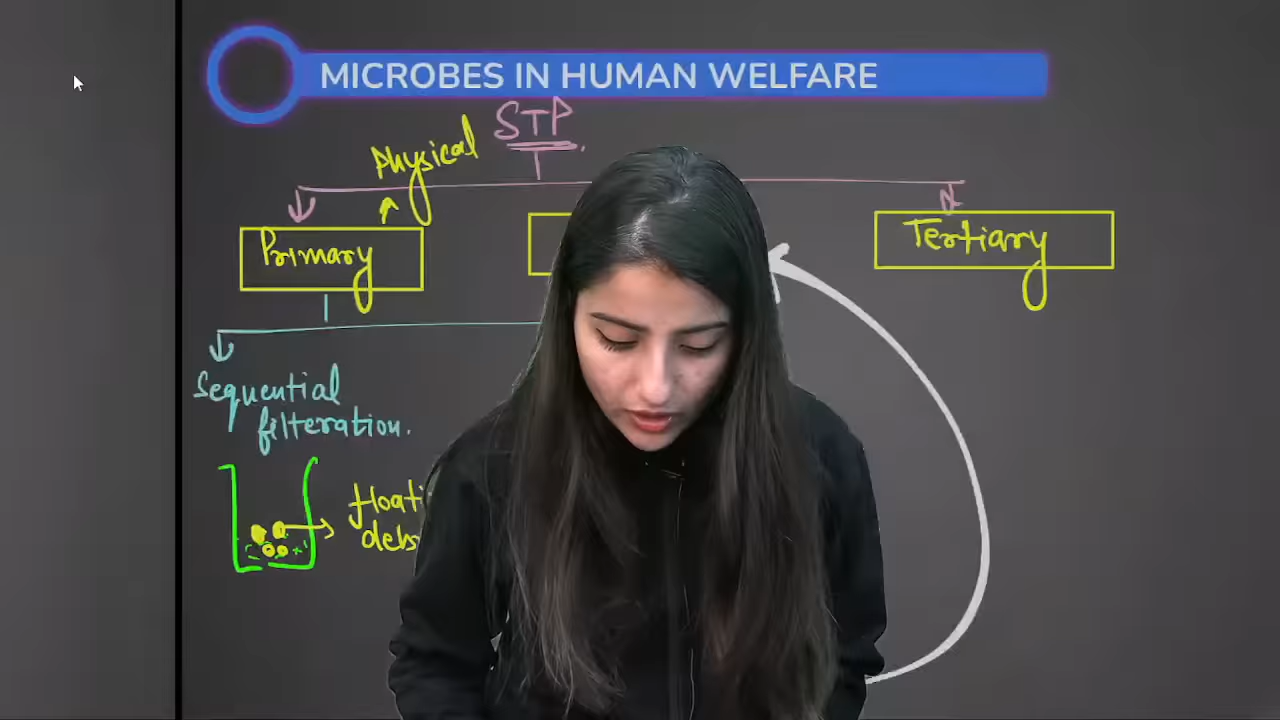 MICROBES IN HUMAN WELFARE
STP
Physical
Primary
Tertiary
Sequential
filteration.